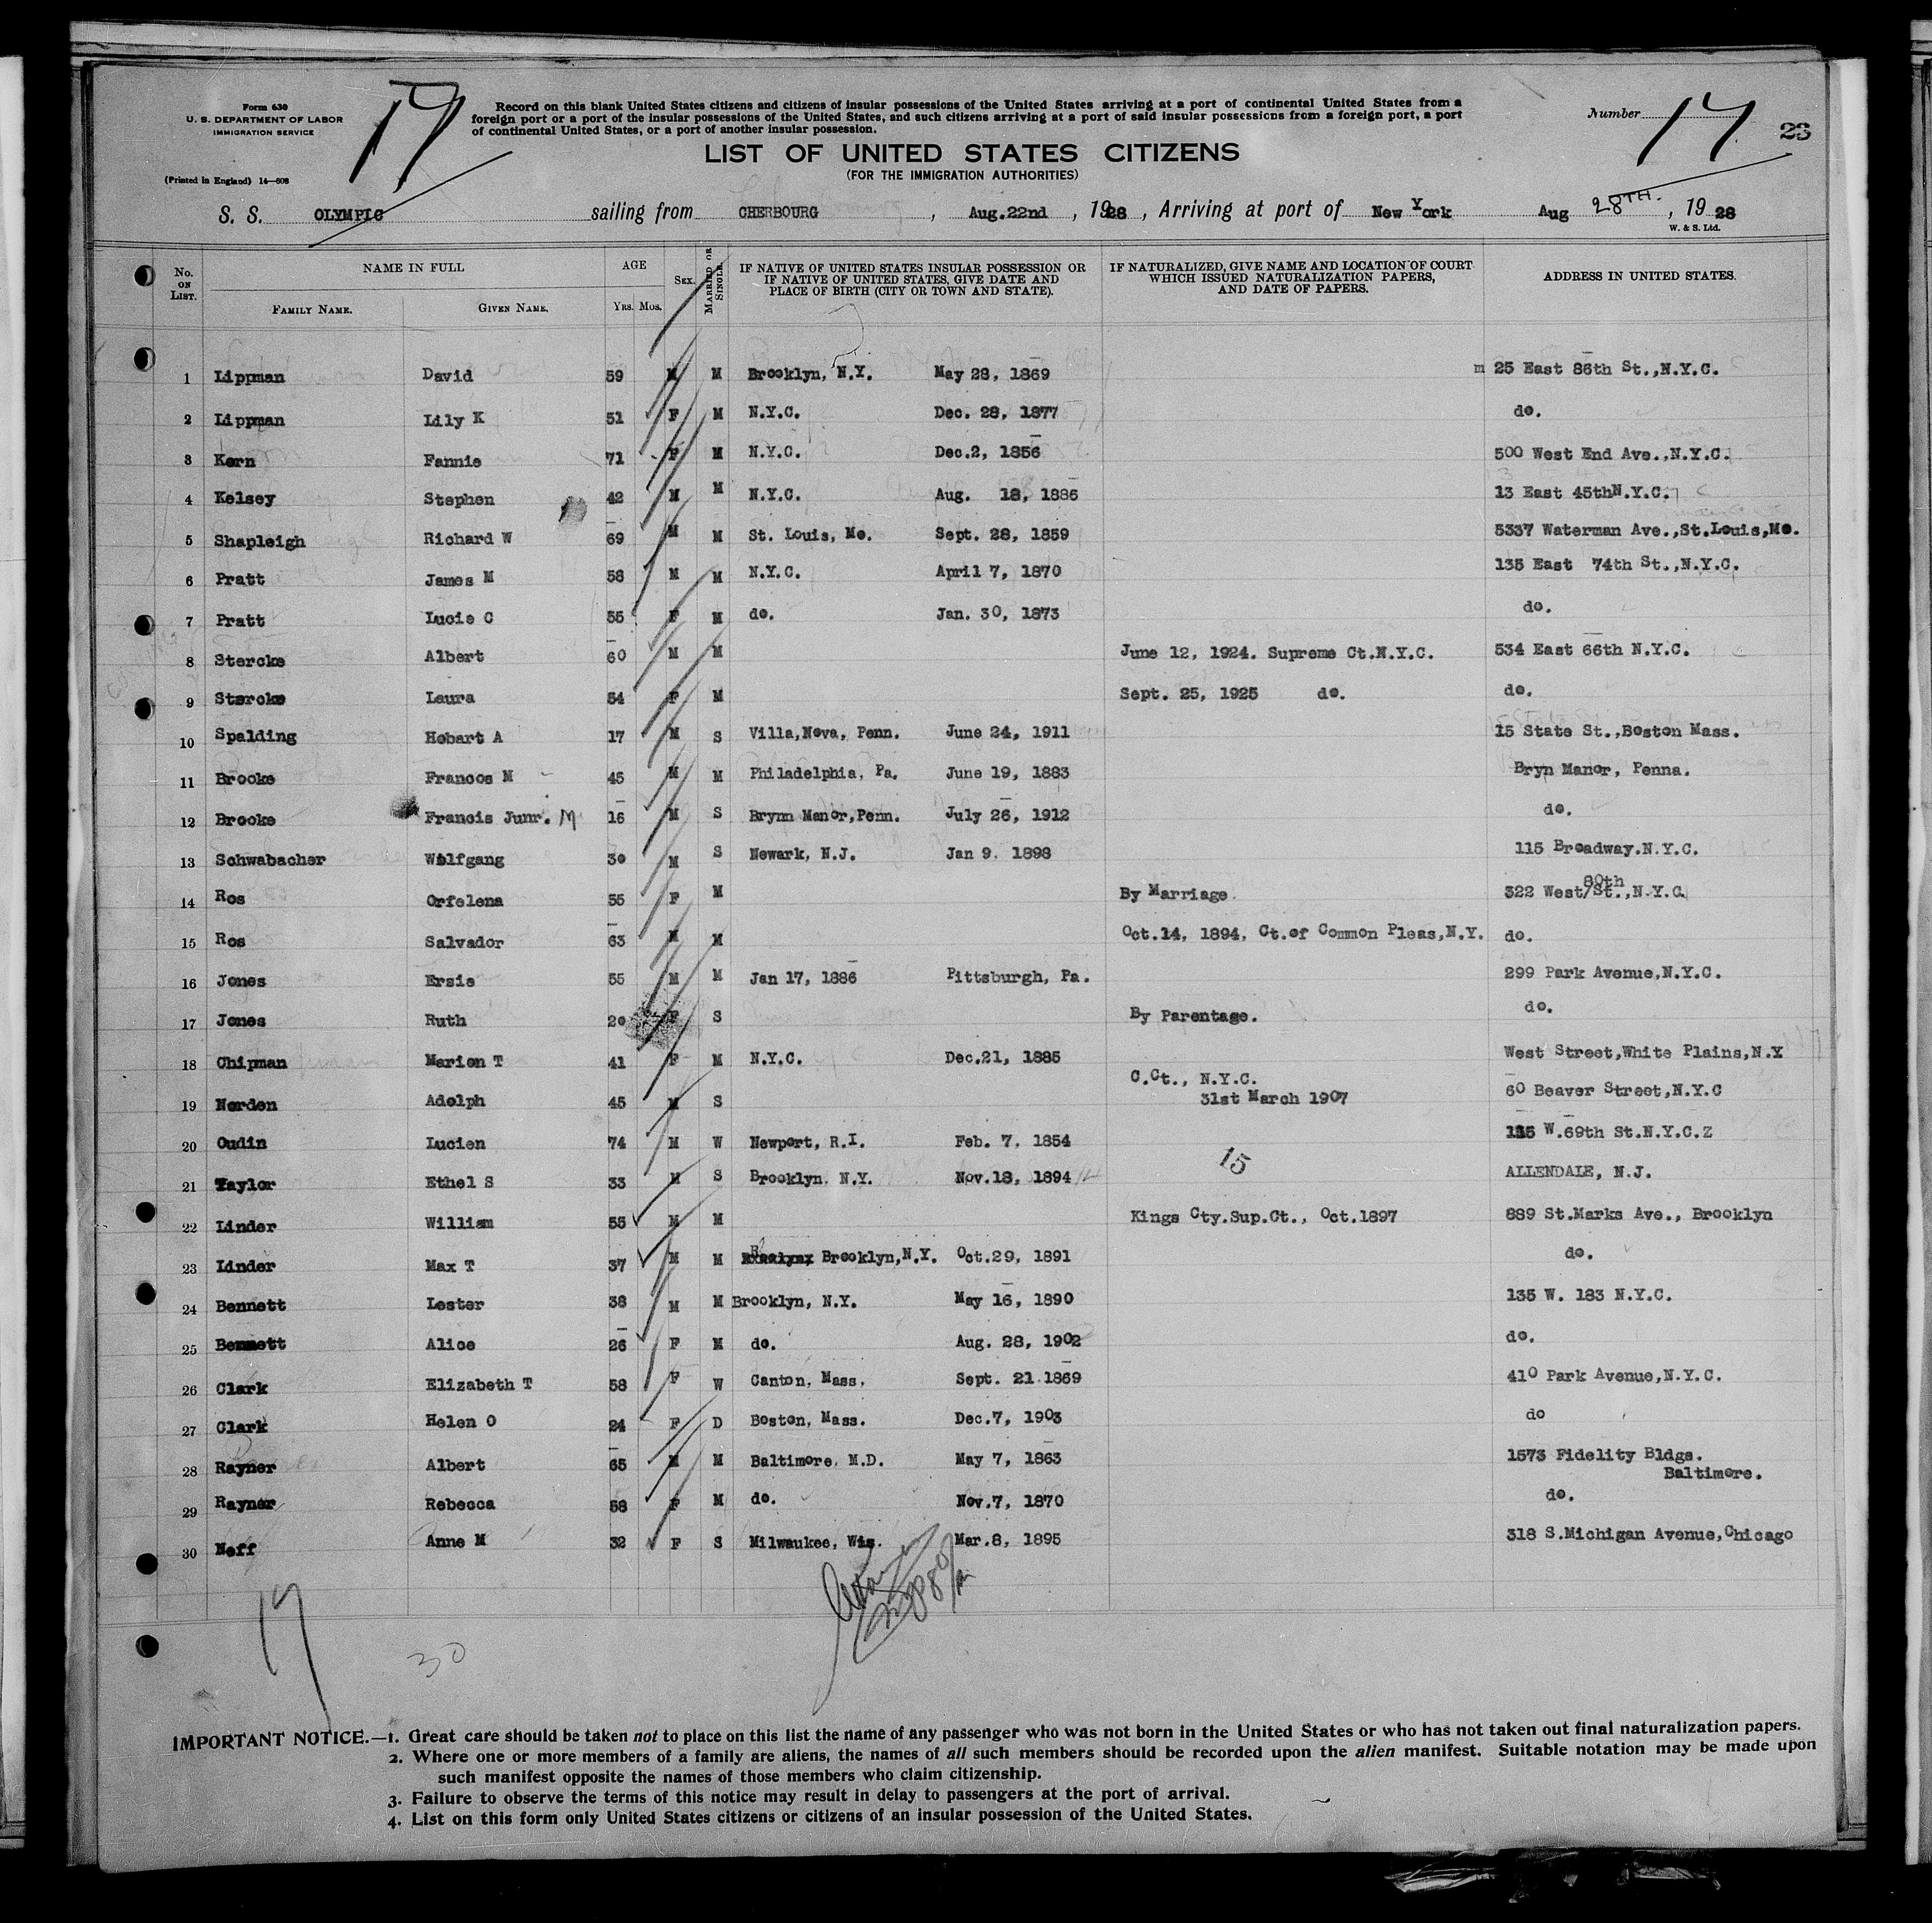 Form 630
U. S. DEPARTMENT OF LABOR
IMMIGRATION SERVICE
(Printed in England) 14—608
17
Record on this blank United States citizens and citizens of insular possessions of the United States arriving at a port of continental United States from a
foreign port or a port of the insular possessions of the United States, and such citizens arriving at a port of said insular possessions from a foreign port, a port
of continental United States, or a port of another insular possession.
Number 17
23
LIST OF UNITED STATES CITIZENS
(FOR THE IMMIGRATION AUTHORITIES)
S. S. OLYMPIC sailing from CHERBOURG, Aug.22nd, 1928, Arriving at port of New York Aug 28TH., 1928
W. & S. Ltd.
No. ON LIST. NAME IN FULL AGE SEX. MARRIED OR SINGLE. IF NATIVE OF UNITED STATES INSULAR POSSESSION OR IF NATIVE OF UNITED STATES, GIVE DATE AND PLACE OF BIRTH (CITY OR TOWN AND STATE). IF NATURALIZED, GIVE NAME AND LOCATION OF COURT WHICH ISSUED NATURALIZATION PAPERS, AND DATE OF PAPERS. ADDRESS IN UNITED STATES.
FAMILY NAME. GIVEN NAME. YRS. MOS.
1 Lippman David 59 M M Brooklyn, N.Y. May 28, 1869 m 25 East 86th St.,N.Y.C.
2 Lippman Lily K 51 F M N.Y.C. Dec. 28, 1877 do.
3 Kern Fannie 71 F M N.Y.C. Dec.2, 1856 500 West End Ave.,N.Y.C.
4 Kelsey Stephen 42 M M N.Y.C. Aug. 18, 1886 13 East 45thN.Y.C.
5 Shapleigh Richard W 69 M M St. Louis, Mo. Sept. 28, 1859 5337 Waterman Ave.,St.Louis,Mo.
6 Pratt James M 58 M M N.Y.C. April 7, 1870 135 East 74th St.,N.Y.C.
7 Pratt Lucie C 55 F M do. Jan. 30, 1873 do.
8 Stercke Albert 60 M M June 12, 1924. Supreme Ct.N.Y.C. 534 East 66th N.Y.C.
9 Stercke Laura 54 F M Sept. 25, 1925 do. do.
10 Spalding Hobart A 17 M S Villa,Nova, Penn. June 24, 1911 15 State St.,Boston Mass.
11 Brooke Francos M 45 M M Philadelphia, Pa. June 19, 1883 Bryn Manor, Penna.
12 Brooke Francis Junr. M 16 M S Brynn Manor,Penn. July 26, 1912 do.
13 Schwabacher Wolfgang 30 M S Newark, N.J. Jan 9. 1898 115 Broadway.N.Y.C.
14 Ros Orfelena 55 F M By Marriage. 322 West/St.,N.Y.C. 80th
15 Ros Salvador 63 M M Oct.14, 1894, Ct.of Common Pleas,N.Y. do.
16 Jones Ersie 55 M M Jan 17, 1886 Pittsburgh, Pa. 299 Park Avenue,N.Y.C.
17 Jones Ruth 20 F S By Parentage. do.
18 Chipman Marion T 41 F M N.Y.C. Dec.21, 1885 West Street,White Plains,N.Y
19 Norden Adolph 45 M S C.Ct., N.Y.C. 31st March 1907 60 Beaver Street,N.Y.C
20 Oudin Lucien 74 M W Newport, R.I. Feb. 7, 1854 W.69th St.N.Y.C.Z
15
21 Taylor Ethel S 33 M S Brooklyn, N.Y. Nov.18, 1894 ALLENDALE, N.J.
22 Linder William 55 M M Kings Cty.Sup.Ct., Oct.1897 889 St.Marks Ave., Brooklyn
23 Linder Max T 37 M M Brooklyn,N.Y. Oct.29, 1891 do.
24 Bennett Lester 38 M M Brooklyn, N.Y. May 16, 1890 135 W. 183 N.Y.C.
25 Bennett Alice 26 F M do. Aug. 28, 1902 do.
26 Clark Elizabeth T 58 F W Canton, Mass. Sept. 21.1869 410 Park Avenue,N.Y.C.
27 Clark Helen O 24 F D Boston, Mass. Dec.7, 1903 do
28 Rayner Albert 65 M M Baltimore, M.D. May 7, 1863 1573 Fidelity Bldgs.
Baltimore.
29 Rayner Rebecca 58 F M do. Nov.7, 1870 do.
30 Neff Anne M 32 F S Milwaukee, Wis. Mar.8, 1895 318 S.Michigan Avenue,Chicago
17
30
IMPORTANT NOTICE.—1. Great care should be taken not to place on this list the name of any passenger who was not born in the United States or who has not taken out final naturalization papers.
2. Where one or more members of a family are aliens, the names of all such members should be recorded upon the alien manifest. Suitable notation may be made upon
such manifest opposite the names of those members who claim citizenship.
3. Failure to observe the terms of this notice may result in delay to passengers at the port of arrival.
4. List on this form only United States citizens or citizens of an insular possession of the United States.